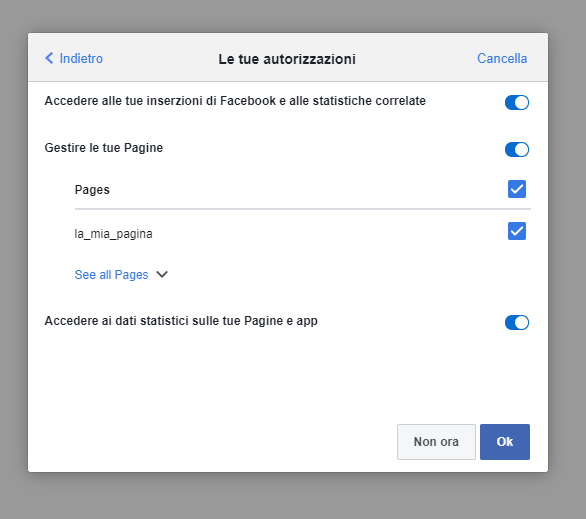 Indietro
Le tue autorizzazioni
Cancella
Accedere alle tue inserzioni di Facebook e alle statistiche correlate
Gestire le tue Pagine
Pages
la_mia_pagina
See all Pages
Accedere ai dati statistici sulle tue Pagine e app
Non ora
Ok